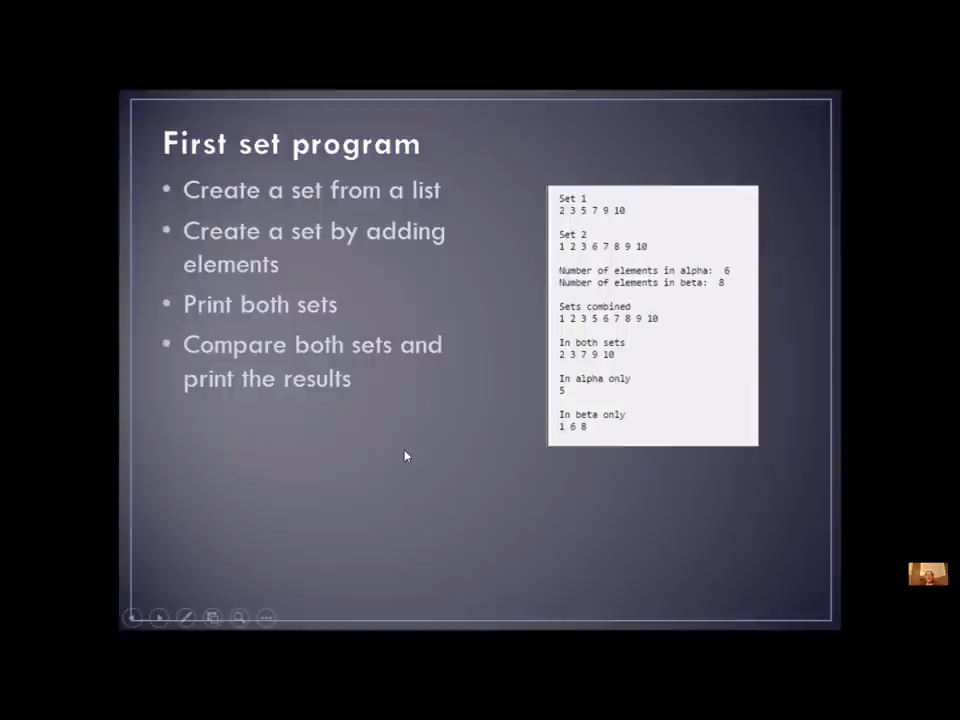 First set program
• Create a set from a list
• Create a set by adding
elements
• Print both sets
• Compare both sets and
print the results
Set 1
2 3 5 7 9 10
Set 2
1 2 3 6 7 8 9 10
Number of elements in alpha:  6
Number of elements in beta:  8
Sets combined
1 2 3 5 6 7 8 9 10
In both sets
2 3 7 9 10
In alpha only
5
In beta only
1 6 8